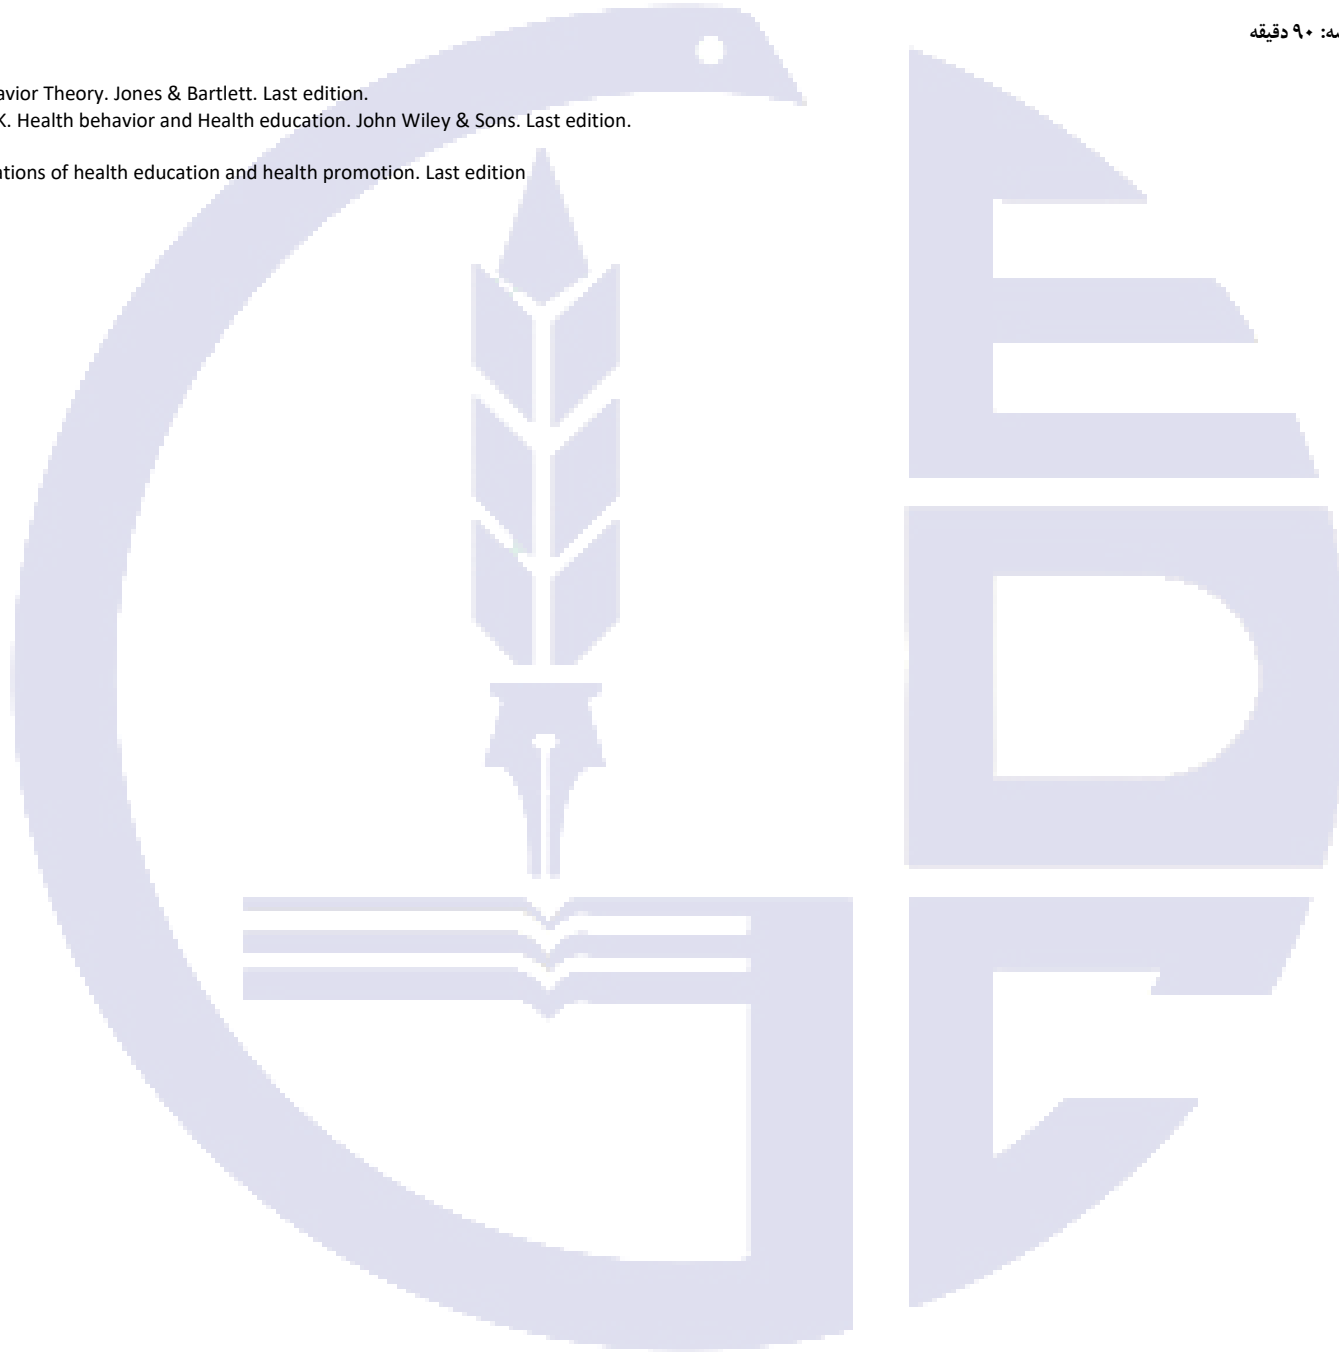 ه: ۹۰ دقیقه
avior Theory. Jones & Bartlett. Last edition.
K. Health behavior and Health education. John Wiley & Sons. Last edition.
ations of health education and health promotion. Last edition
EDC